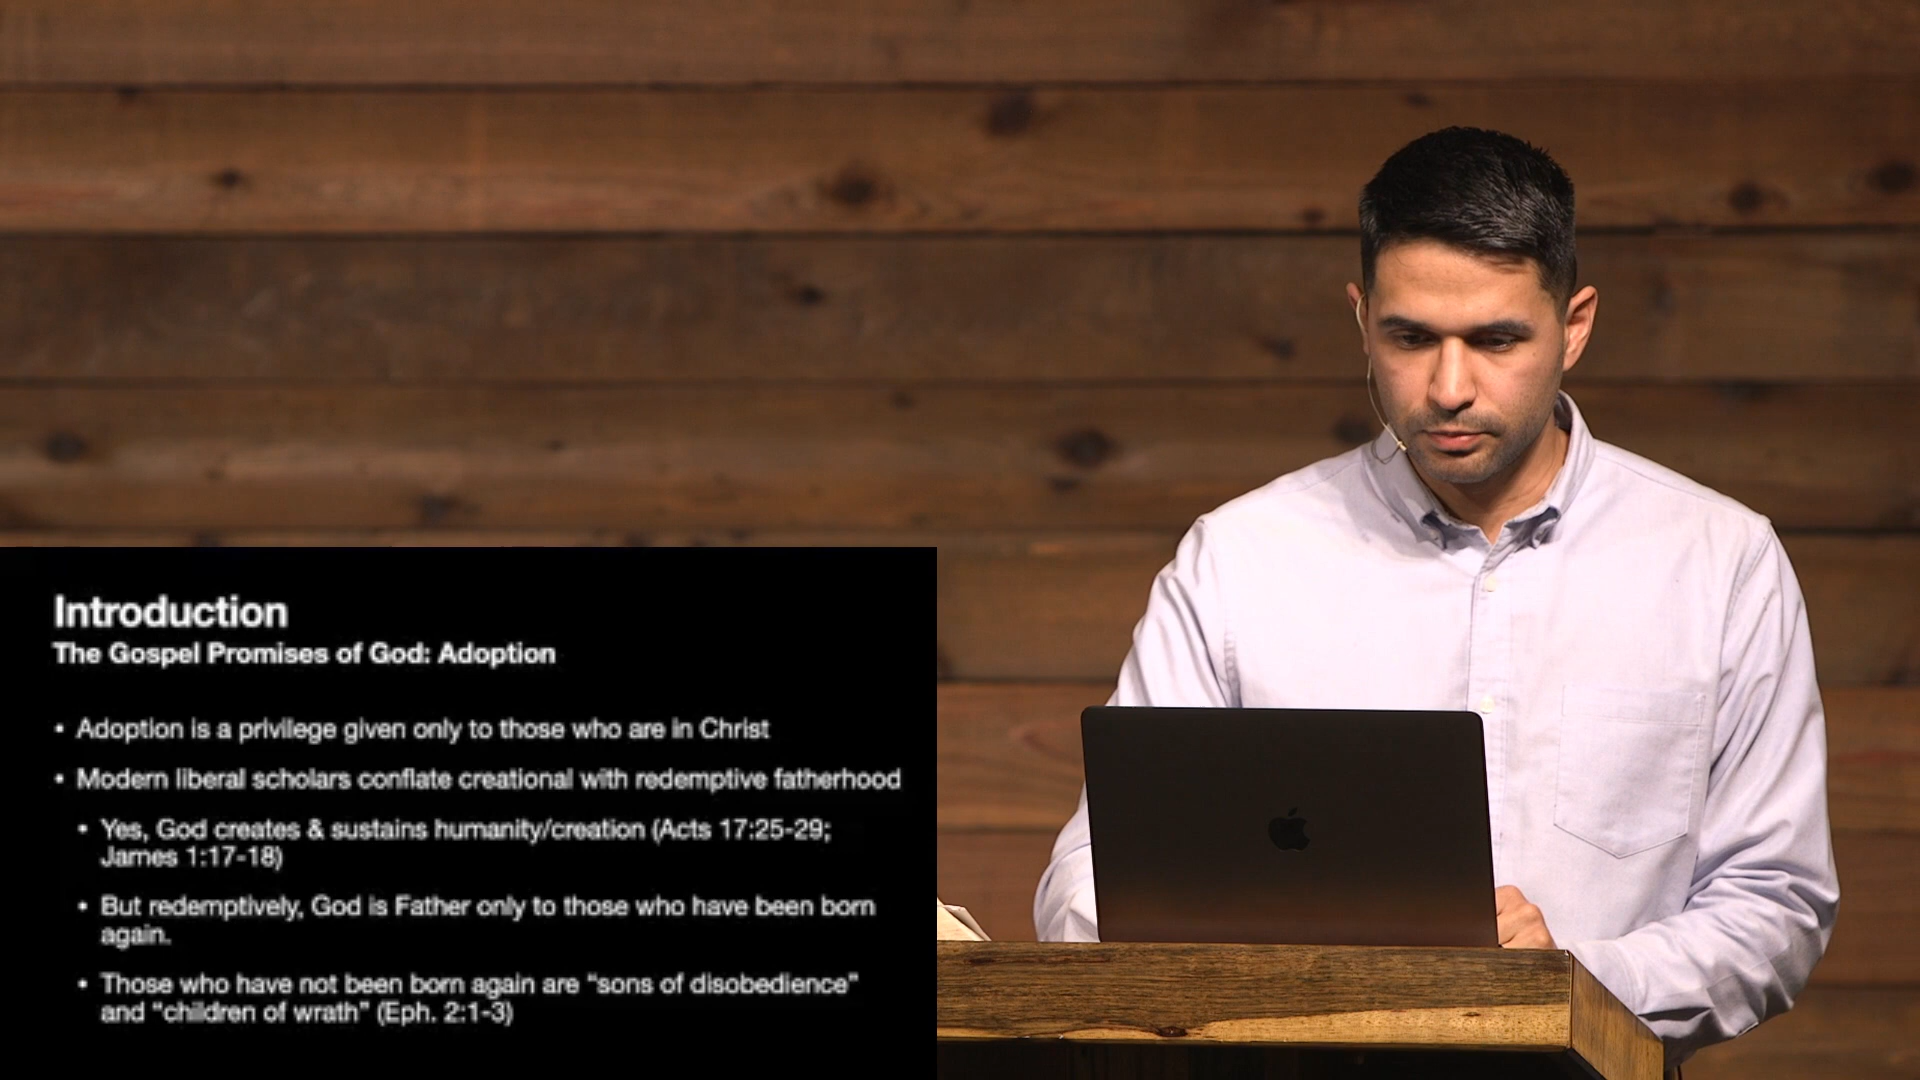 Introduction
The Gospel Promises of God: Adoption
• Adoption is a privilege given only to those who are in Christ
• Modern liberal scholars conflate creational with redemptive fatherhood
• Yes, God creates & sustains humanity/creation (Acts 17:25-29;
James 1:17-18)
• But redemptively, God is Father only to those who have been born
again.
• Those who have not been born again are “sons of disobedience”
and “children of wrath” (Eph. 2:1-3)